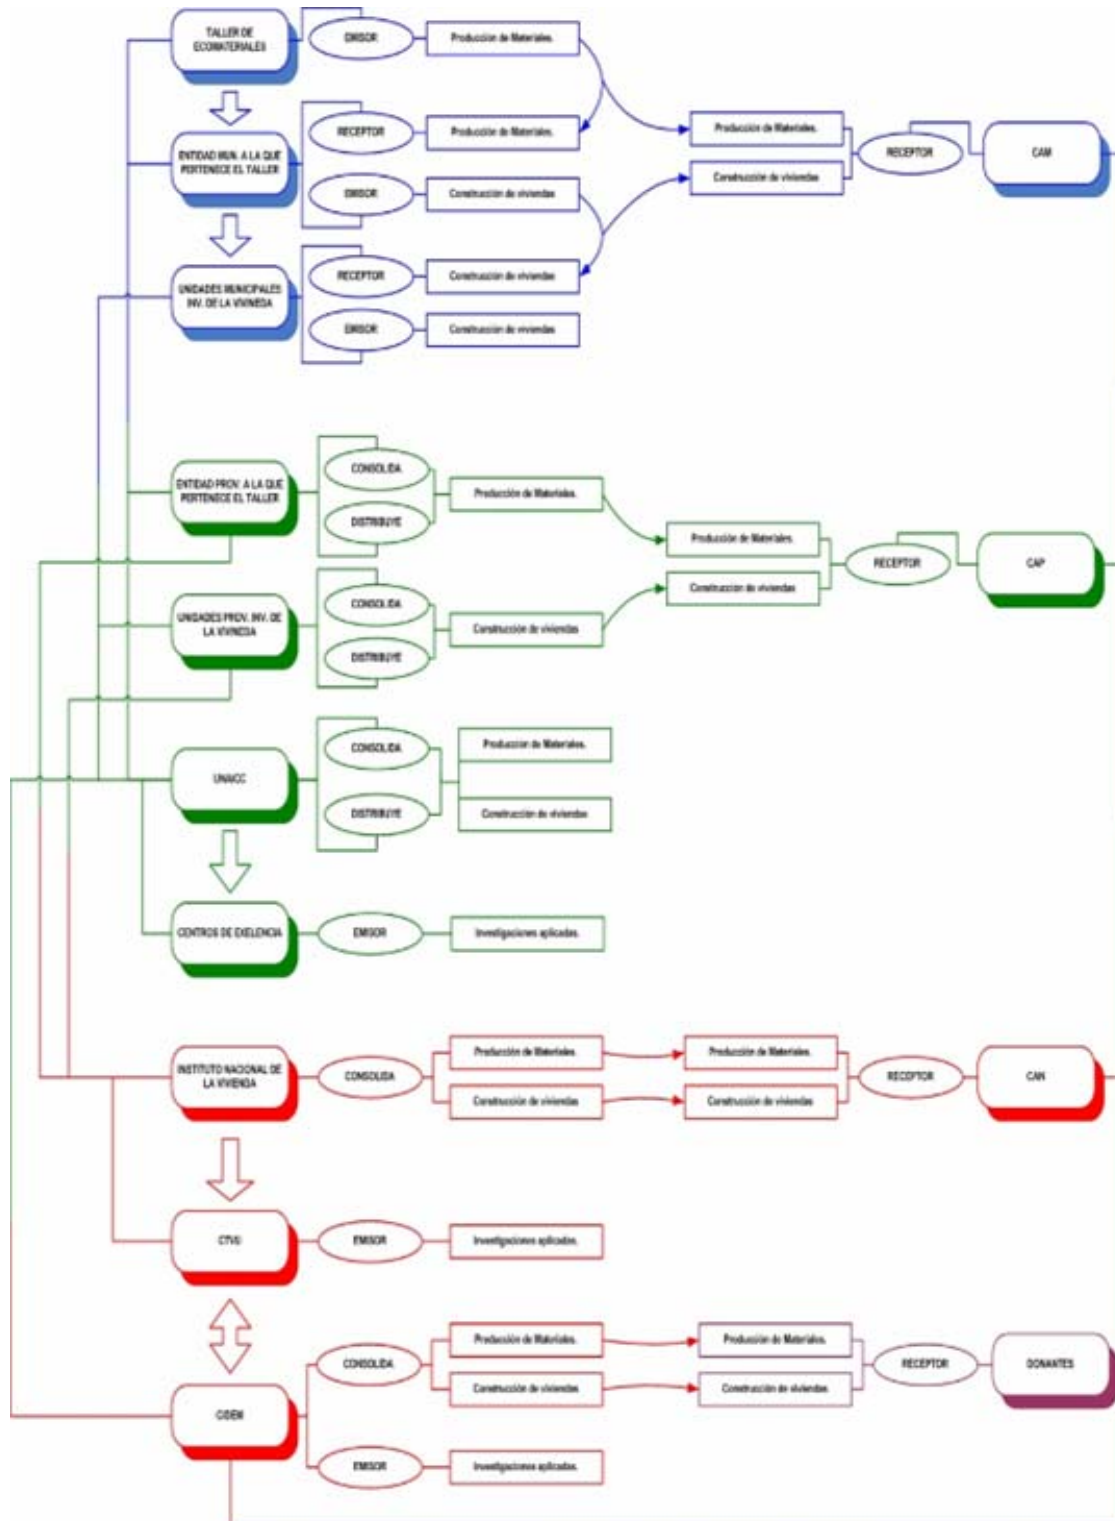 TALLER DE
ECOMATERIALES
EMISOR
Producción de Materiales.
ENTIDAD MUN. A LA QUE
PERTENECE EL TALLER
RECEPTOR
Producción de Materiales.
EMISOR
Construcción de viviendas
Producción de Materiales.
Construcción de viviendas
RECEPTOR
CAM
UNIDADES MUNICIPALES
INV. DE LA VIVINEDA
RECEPTOR
Construcción de viviendas
EMISOR
Construcción de viviendas
ENTIDAD PROV. A LA QUE
PERTENECE EL TALLER
CONSOLIDA
DISTRIBUYE
Producción de Materiales.
Producción de Materiales.
Construcción de viviendas
RECEPTOR
CAP
UNIDADES PROV. INV. DE
LA VIVINEDA
CONSOLIDA
DISTRIBUYE
Construcción de viviendas
UNAICC
CONSOLIDA
DISTRIBUYE
Producción de Materiales.
Construcción de viviendas
CENTROS DE EXELENCIA
EMISOR
Investigaciones aplicadas.
INSTITUTO NACIONAL DE
LA VIVIENDA
CONSOLIDA
Producción de Materiales.
Construcción de viviendas
Producción de Materiales.
Construcción de viviendas
RECEPTOR
CAN
CTVU
EMISOR
Investigaciones aplicadas.
CIDEM
CONSOLIDA
Producción de Materiales.
Construcción de viviendas
Producción de Materiales.
Construcción de viviendas
RECEPTOR
DONANTES
EMISOR
Investigaciones aplicadas.